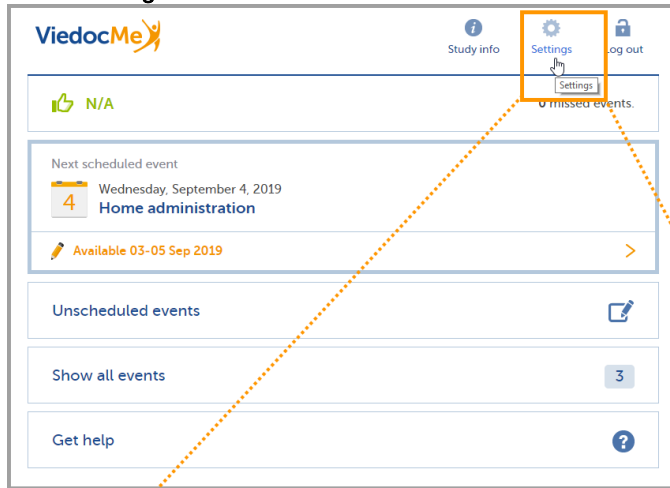 ViedocMe
Study info
Settings
Log out
Settings
N/A
0 missed events.
Next scheduled event
4
Wednesday, September 4, 2019
Home administration
Available 03-05 Sep 2019
Unscheduled events
Show all events
3
Get help